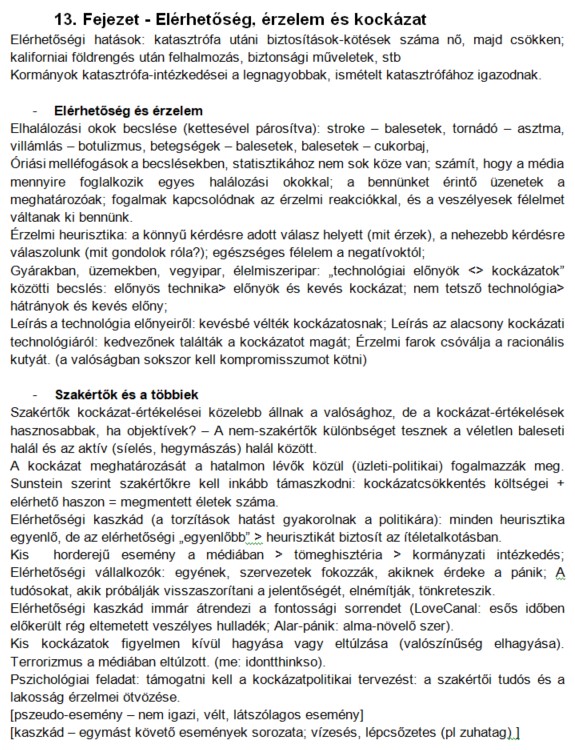 13. Fejezet - Elérhetőség, érzelem és kockázat
Elérhetőségi hatások: katasztrófa utáni biztosítások-kötések száma nő, majd csökken;
kaliforniai földrengés után felhalmozás, biztonsági műveletek, stb
Kormányok katasztrófa-intézkedései a legnagyobbak, ismételt katasztrófához igazodnak.
- Elérhetőség és érzelem
Elhalálozási okok becslése (kettesével párosítva): stroke – balesetek, tornádó – asztma,
villámlás – botulizmus, betegségek – balesetek, balesetek – cukorbaj,
Óriási melléfogások a becslésekben, statisztikához nem sok köze van; számít, hogy a média
mennyire foglalkozik egyes halálozási okokkal; a bennünket érintő üzenetek a
meghatározóak; fogalmak kapcsolódnak az érzelmi reakciókkal, és a veszélyesek félelmet
váltanak ki bennünk.
Érzelmi heurisztika: a könnyű kérdésre adott válasz helyett (mit érzek), a nehezebb kérdésre
válaszolunk (mit gondolok róla?); egészséges félelem a negatívoktól;
Gyárakban, üzemekben, vegyipar, élelmiszeripar: „technológiai előnyök <> kockázatok”
közötti becslés: előnyös technika> előnyök és kevés kockázat; nem tetsző technológia>
hátrányok és kevés előny;
Leírás a technológia előnyeiről: kevésbé vélték kockázatosnak; Leírás az alacsony kockázati
technológiáról: kedvezőnek találták a kockázatot magát; Érzelmi farok csóválja a racionális
kutyát. (a valóságban sokszor kell kompromisszumot kötni)
- Szakértők és a többiek
Szakértők kockázat-értékelései közelebb állnak a valósághoz, de a kockázat-értékelések
hasznosabbak, ha objektívek? – A nem-szakértők különbséget tesznek a véletlen baleseti
halál és az aktív (síelés, hegymászás) halál között.
A kockázat meghatározását a hatalmon lévők közül (üzleti-politikai) fogalmazzák meg.
Sunstein szerint szakértőkre kell inkább támaszkodni: kockázatcsökkentés költségei +
elérhető haszon = megmentett életek száma.
Elérhetőségi kaszkád (a torzítások hatást gyakorolnak a politikára): minden heurisztika
egyenlő, de az elérhetőségi „egyenlőbb” > heurisztikát biztosít az ítéletalkotásban.
Kis horderejű esemény a médiában > tömeghisztéria > kormányzati intézkedés;
Elérhetőségi vállalkozók: egyének, szervezetek fokozzák, akiknek érdeke a pánik; A
tudósokat, akik próbálják visszaszorítani a jelentőségét, elnémítják, tönkreteszik.
Elérhetőségi kaszkád immár átrendezi a fontossági sorrendet (LoveCanal: esős időben
előkerült rég eltemetett veszélyes hulladék; Alar-pánik: alma-növelő szer).
Kis kockázatok figyelmen kívül hagyása vagy eltúlzása (valószínűség elhagyása).
Terrorizmus a médiában eltúlzott. (me: idontthinkso).
Pszichológiai feladat: támogatni kell a kockázatpolitikai tervezést: a szakértői tudós és a
lakosság érzelmei ötvözése.
[pszeudo-esemény – nem igazi, vélt, látszólagos esemény]
[kaszkád – egymást követő események sorozata; vízesés, lépcsőzetes (pl zuhatag).]